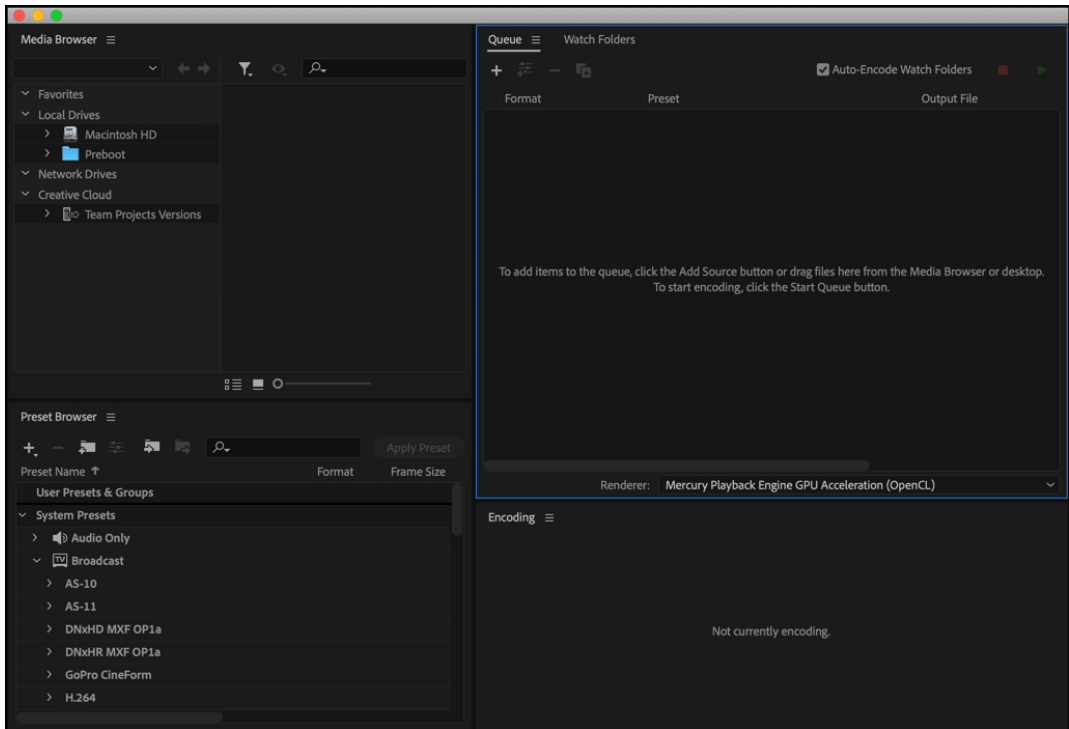 Media Browser
Favorites
Local Drives
Macintosh HD
Preboot
Network Drives
Creative Cloud
Team Projects Versions
Preset Browser
Apply Preset
Preset Name Format Frame Size
User Presets & Groups
System Presets
Audio Only
TV Broadcast
AS-10
AS-11
DNxHD MXF OP1a
DNxHR MXF OP1a
GoPro CineForm
H.264
Queue Watch Folders
Auto-Encode Watch Folders
Format Preset Output File
To add items to the queue, click the Add Source button or drag files here from the Media Browser or desktop.
To start encoding, click the Start Queue button.
Renderer: Mercury Playback Engine GPU Acceleration (OpenCL)
Encoding
Not currently encoding.